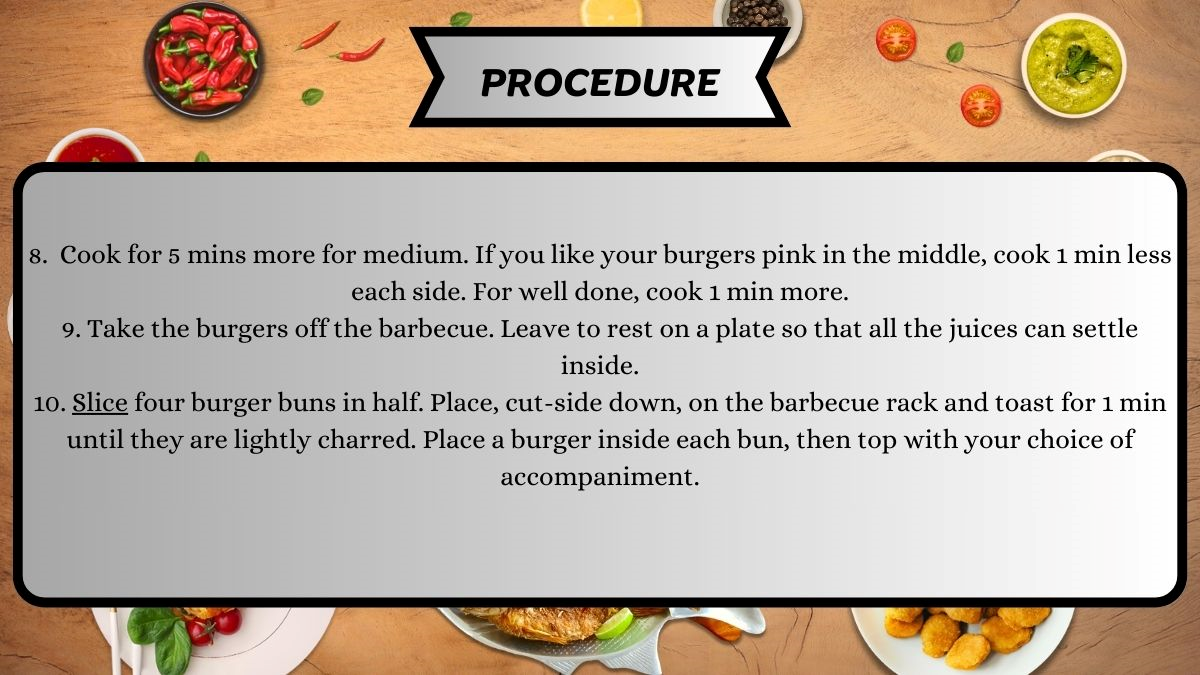 PROCEDURE
8. Cook for 5 mins more for medium. If you like your burgers pink in the middle, cook 1 min less
each side. For well done, cook 1 min more.
9. Take the burgers off the barbecue. Leave to rest on a plate so that all the juices can settle
inside.
10. Slice four burger buns in half. Place, cut-side down, on the barbecue rack and toast for 1 min
until they are lightly charred. Place a burger inside each bun, then top with your choice of
accompaniment.